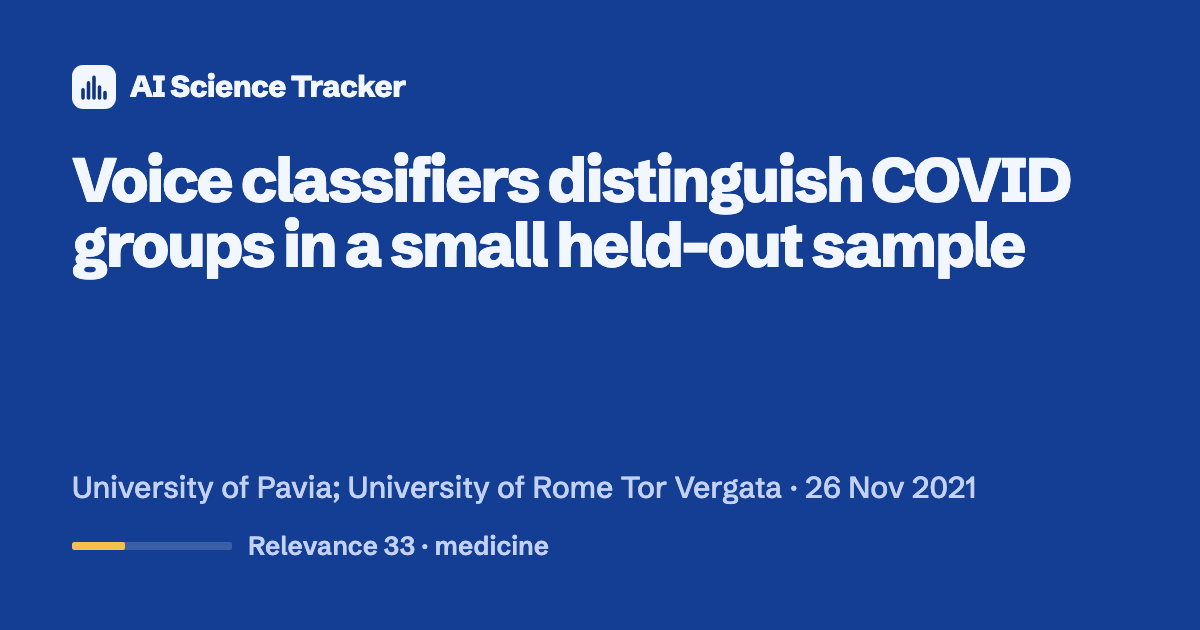 AI Science Tracker
Voice classifiers distinguish COVID
groups in a small held-out sample
University of Pavia; University of Rome Tor Vergata · 26 Nov 2021
Relevance 33 · medicine